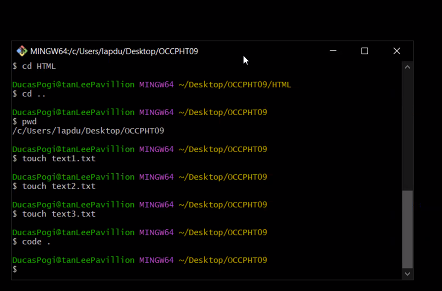 MINGW64:/c/Users/lapdu/Desktop/OCCPHT09
$ cd HTML
DucasPogi@tanLeePavillion MINGW64 ~/Desktop/OCCPHT09/HTML
$ cd ..
DucasPogi@tanLeePavillion MINGW64 ~/Desktop/OCCPHT09
$ pwd
/c/Users/lapdu/Desktop/OCCPHT09
DucasPogi@tanLeePavillion MINGW64 ~/Desktop/OCCPHT09
$ touch text1.txt
DucasPogi@tanLeePavillion MINGW64 ~/Desktop/OCCPHT09
$ touch text2.txt
DucasPogi@tanLeePavillion MINGW64 ~/Desktop/OCCPHT09
$ touch text3.txt
DucasPogi@tanLeePavillion MINGW64 ~/Desktop/OCCPHT09
$ code .
DucasPogi@tanLeePavillion MINGW64 ~/Desktop/OCCPHT09
$